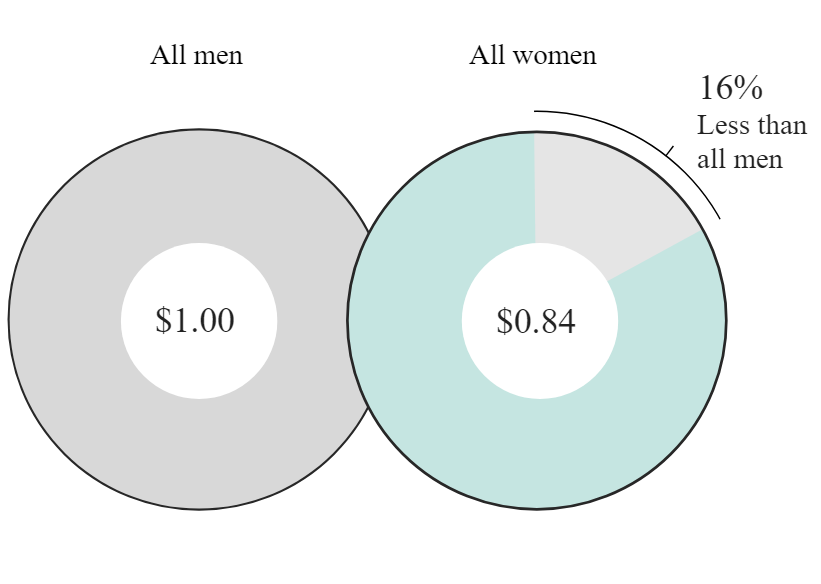 All men
All women
16%
Less than
all men
$1.00
$0.84